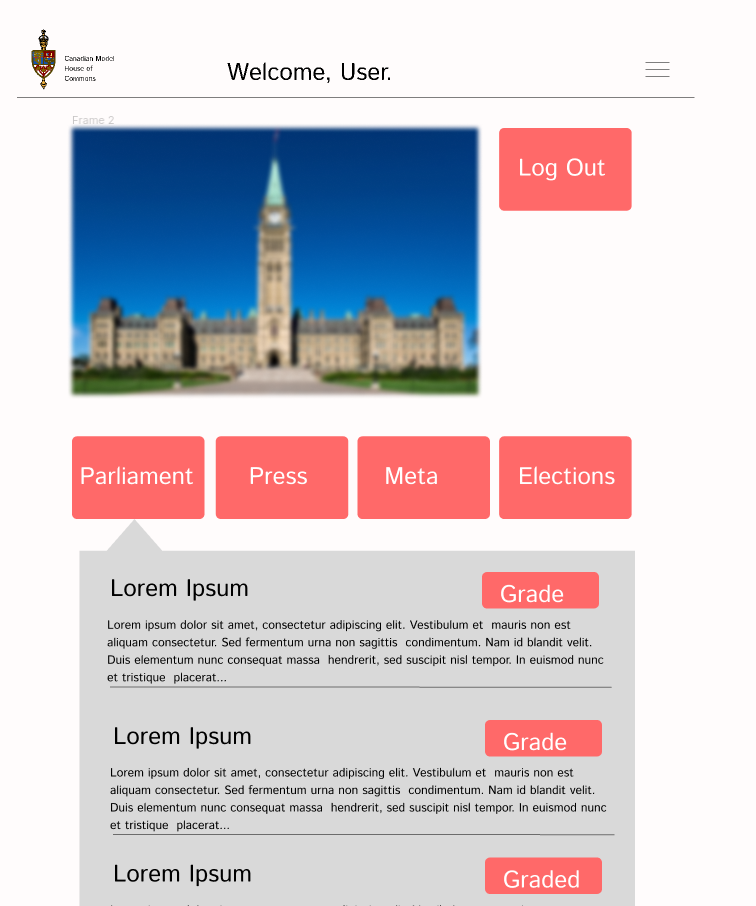 Canadian Model
House of
Commons
Welcome, User.
Frame 2
Log Out
Parliament
Press
Meta
Elections
Lorem Ipsum
Grade
Lorem ipsum dolor sit amet, consectetur adipiscing elit. Vestibulum et mauris non est
aliquam consectetur. Sed fermentum urna non sagittis condimentum. Nam id blandit velit.
Duis elementum nunc consequat massa hendrerit, sed suscipit nisl tempor. In euismod nunc
et tristique placerat...
Lorem Ipsum
Grade
Lorem ipsum dolor sit amet, consectetur adipiscing elit. Vestibulum et mauris non est
aliquam consectetur. Sed fermentum urna non sagittis condimentum. Nam id blandit velit.
Duis elementum nunc consequat massa hendrerit, sed suscipit nisl tempor. In euismod nunc
et tristique placerat...
Lorem Ipsum
Graded